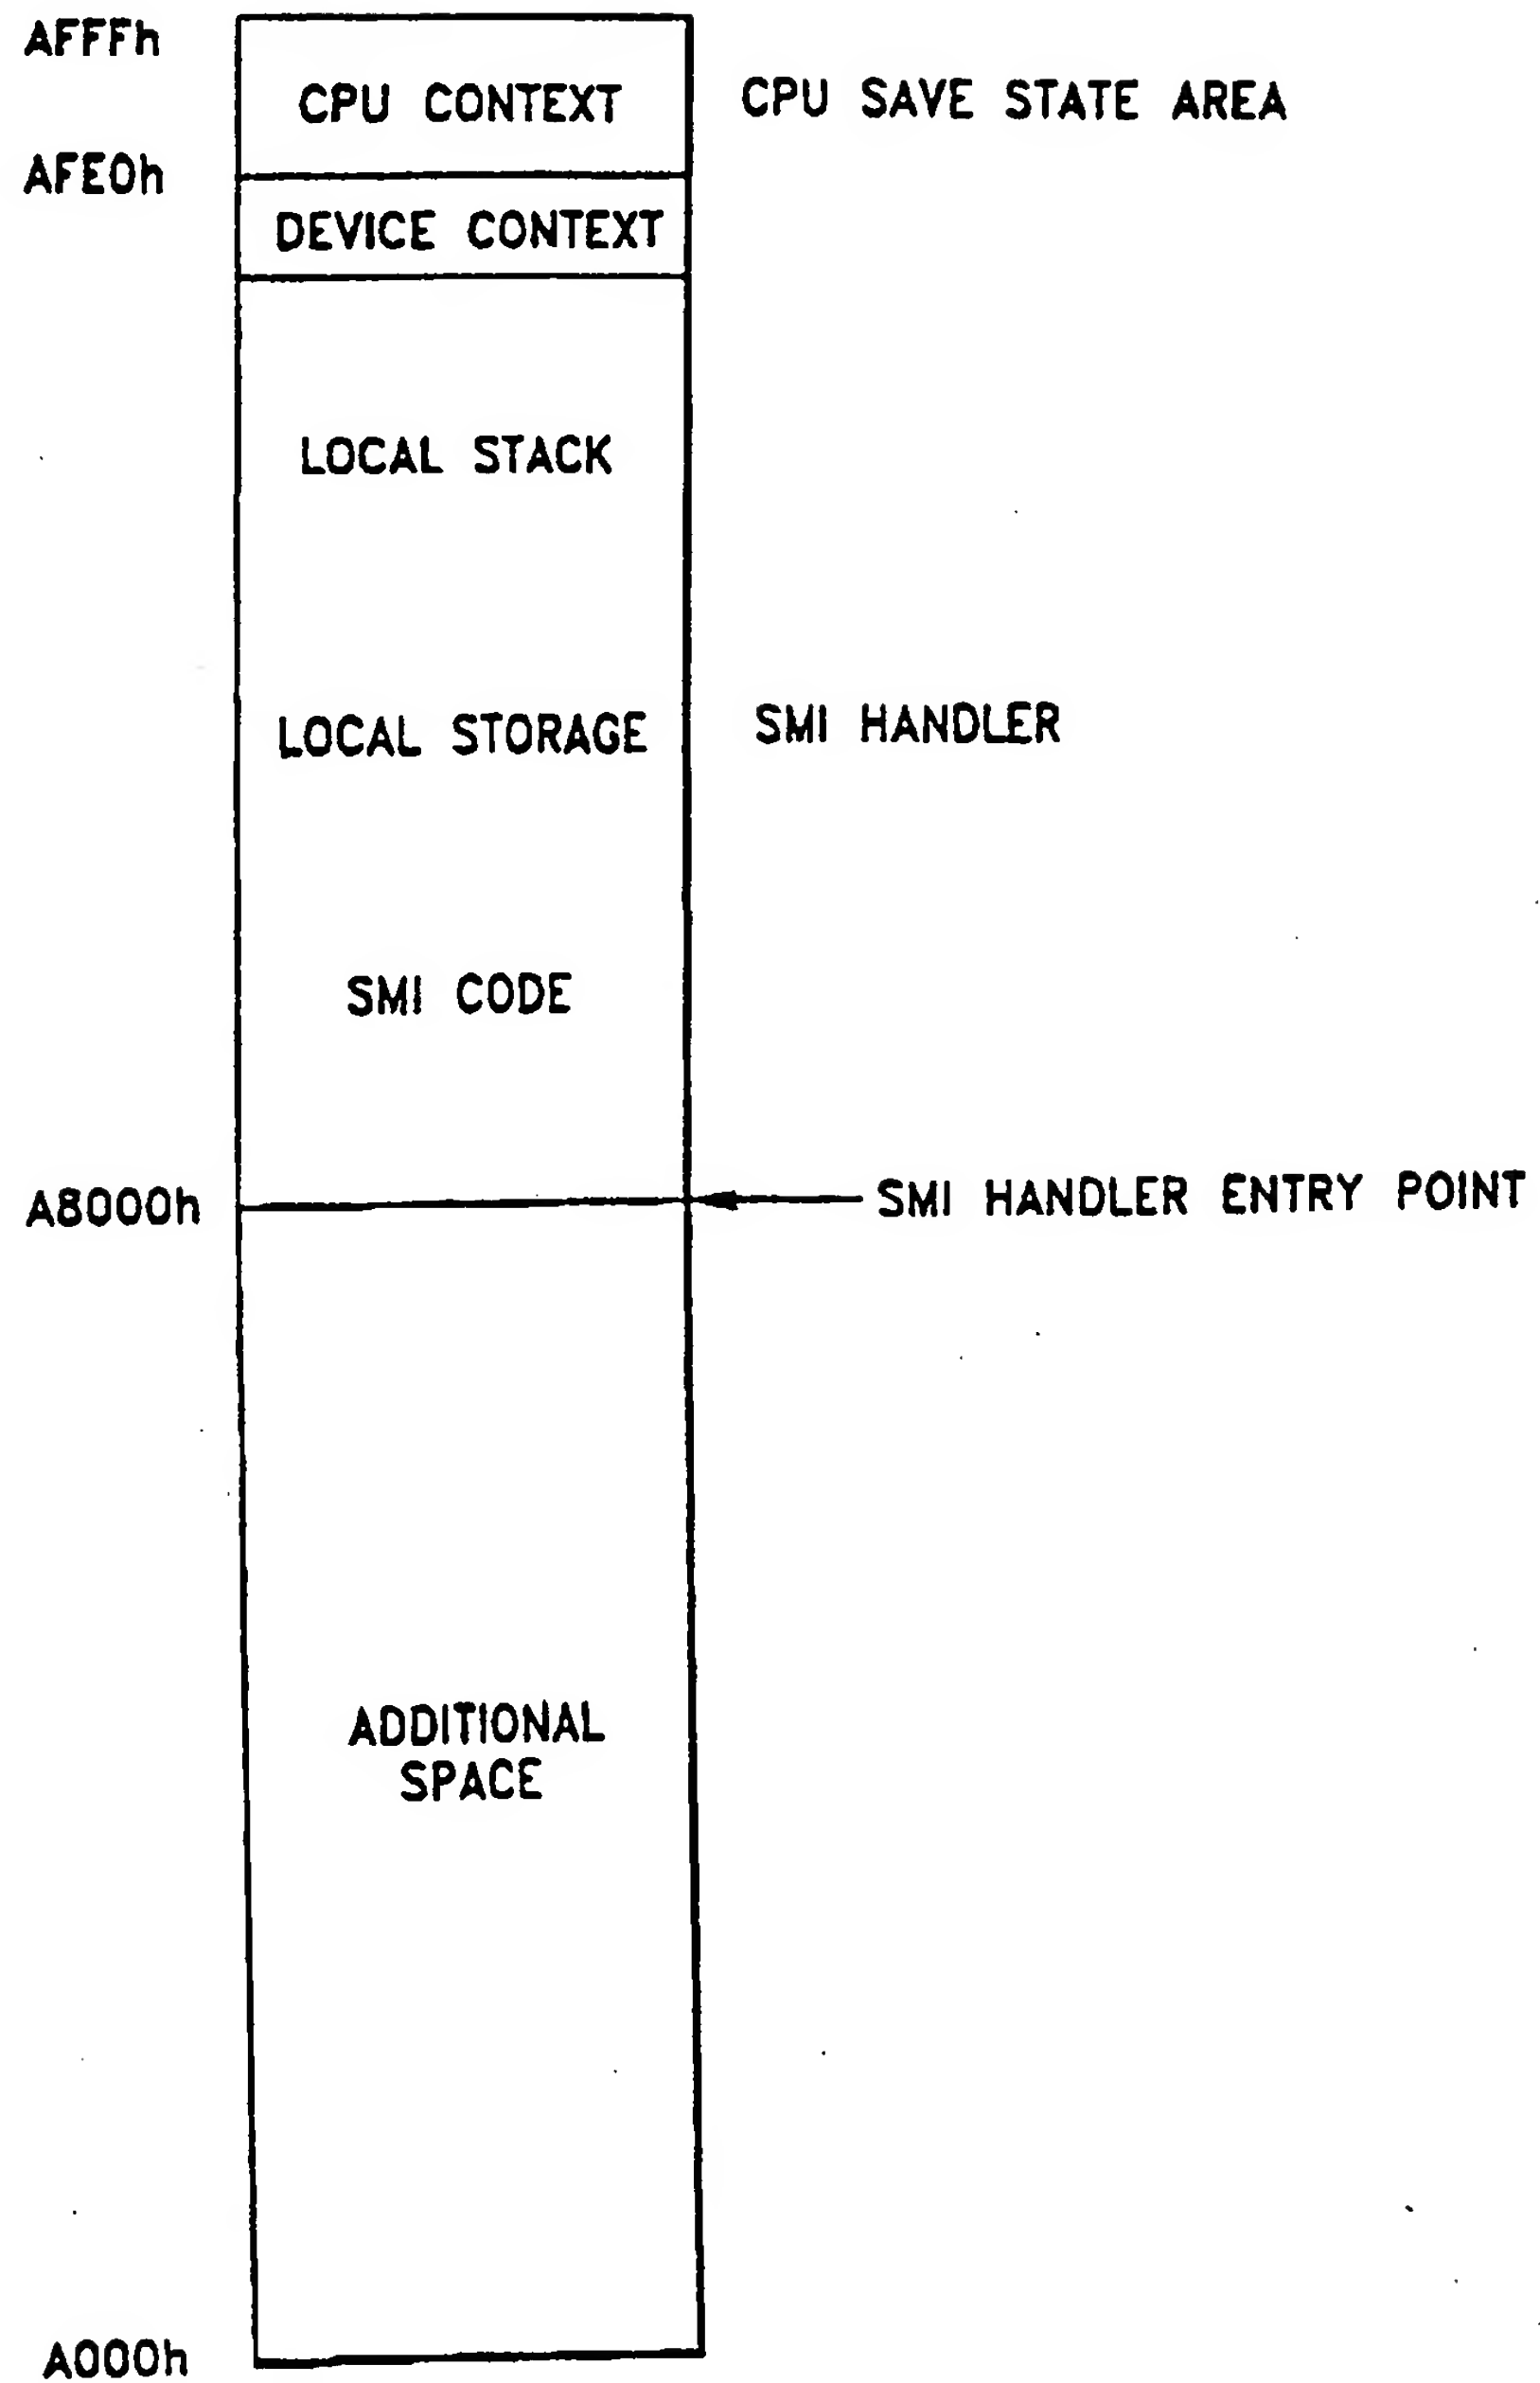 AFFFh
CPU CONTEXT
CPU SAVE STATE AREA
AFE0h
DEVICE CONTEXT
LOCAL STACK
LOCAL STORAGE
SMI HANDLER
SMI CODE
A8000h
SMI HANDLER ENTRY POINT
ADDITIONAL
SPACE
A000h